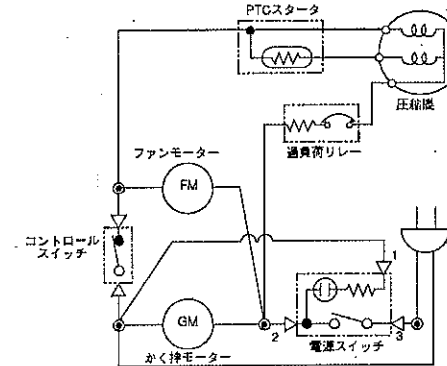 PTCスタータ
圧縮機
過負荷リレー
ファンモーター
FM
コントロール
スイッチ
1
GM
2
3
かく拌モーター
電源スイッチ